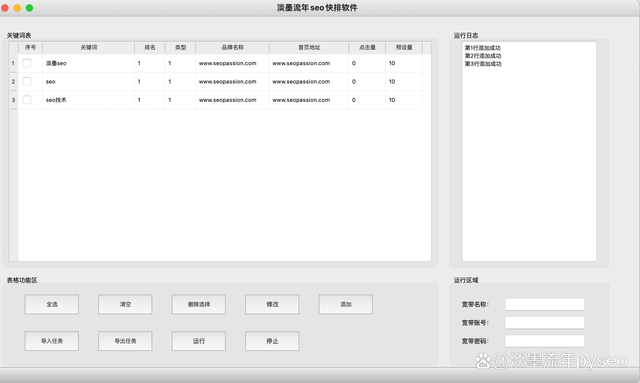 淡墨流年seo快排软件
关键词表
序号 关键词 排名 类型 品牌名称 首页地址 点击量 预设量
1 淡墨seo 1 1 www.seopassion.com www.seopassion.com 0 10
2 seo 1 1 www.seopassion.com www.seopassion.com 0 10
3 seo技术 1 1 www.seopassion.com www.seopassion.com 0 10
运行日志
第1行添加成功
第2行添加成功
第3行添加成功
表格功能区
全选 清空 删除选择 修改 添加
导入任务 导出任务 运行 停止
运行区域
宽带名称：
宽带账号：
宽带密码：
@淡墨流年pyseo